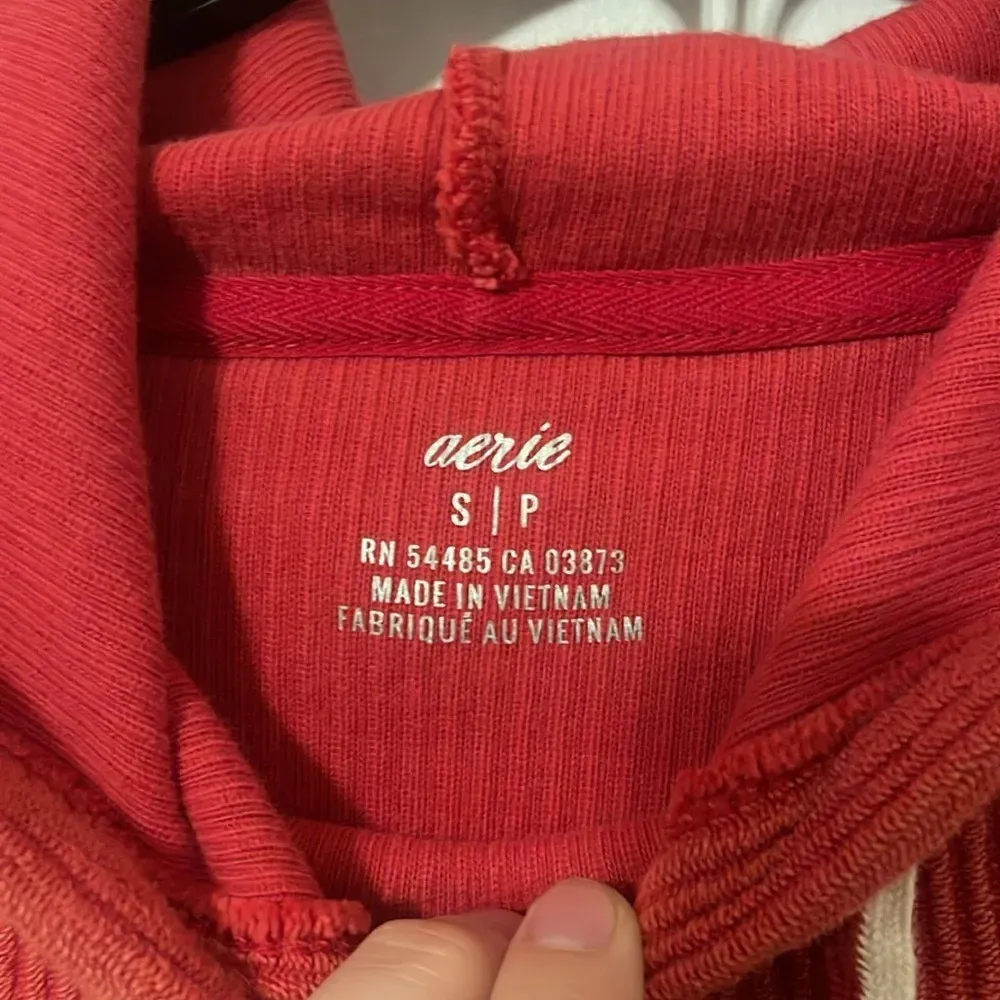 aerie
S | P
RN 54485 CA 03873
MADE IN VIETNAM
FABRIQUÉ AU VIETNAM